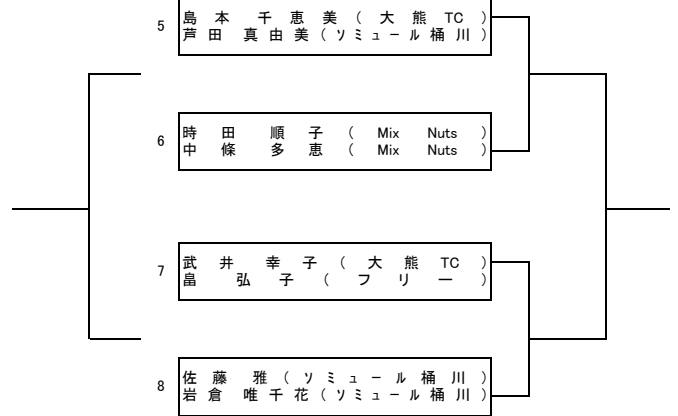 5
島本 千恵美(大熊TC)
芦田 真由美(ソミュール桶川)
6
時田 順子(Mix Nuts)
中條 多恵(Mix Nuts)
7
武井 幸子(大熊TC)
畠 弘子(フリー)
8
佐藤 雅(ソミュール桶川)
岩倉 唯千花(ソミュール桶川)